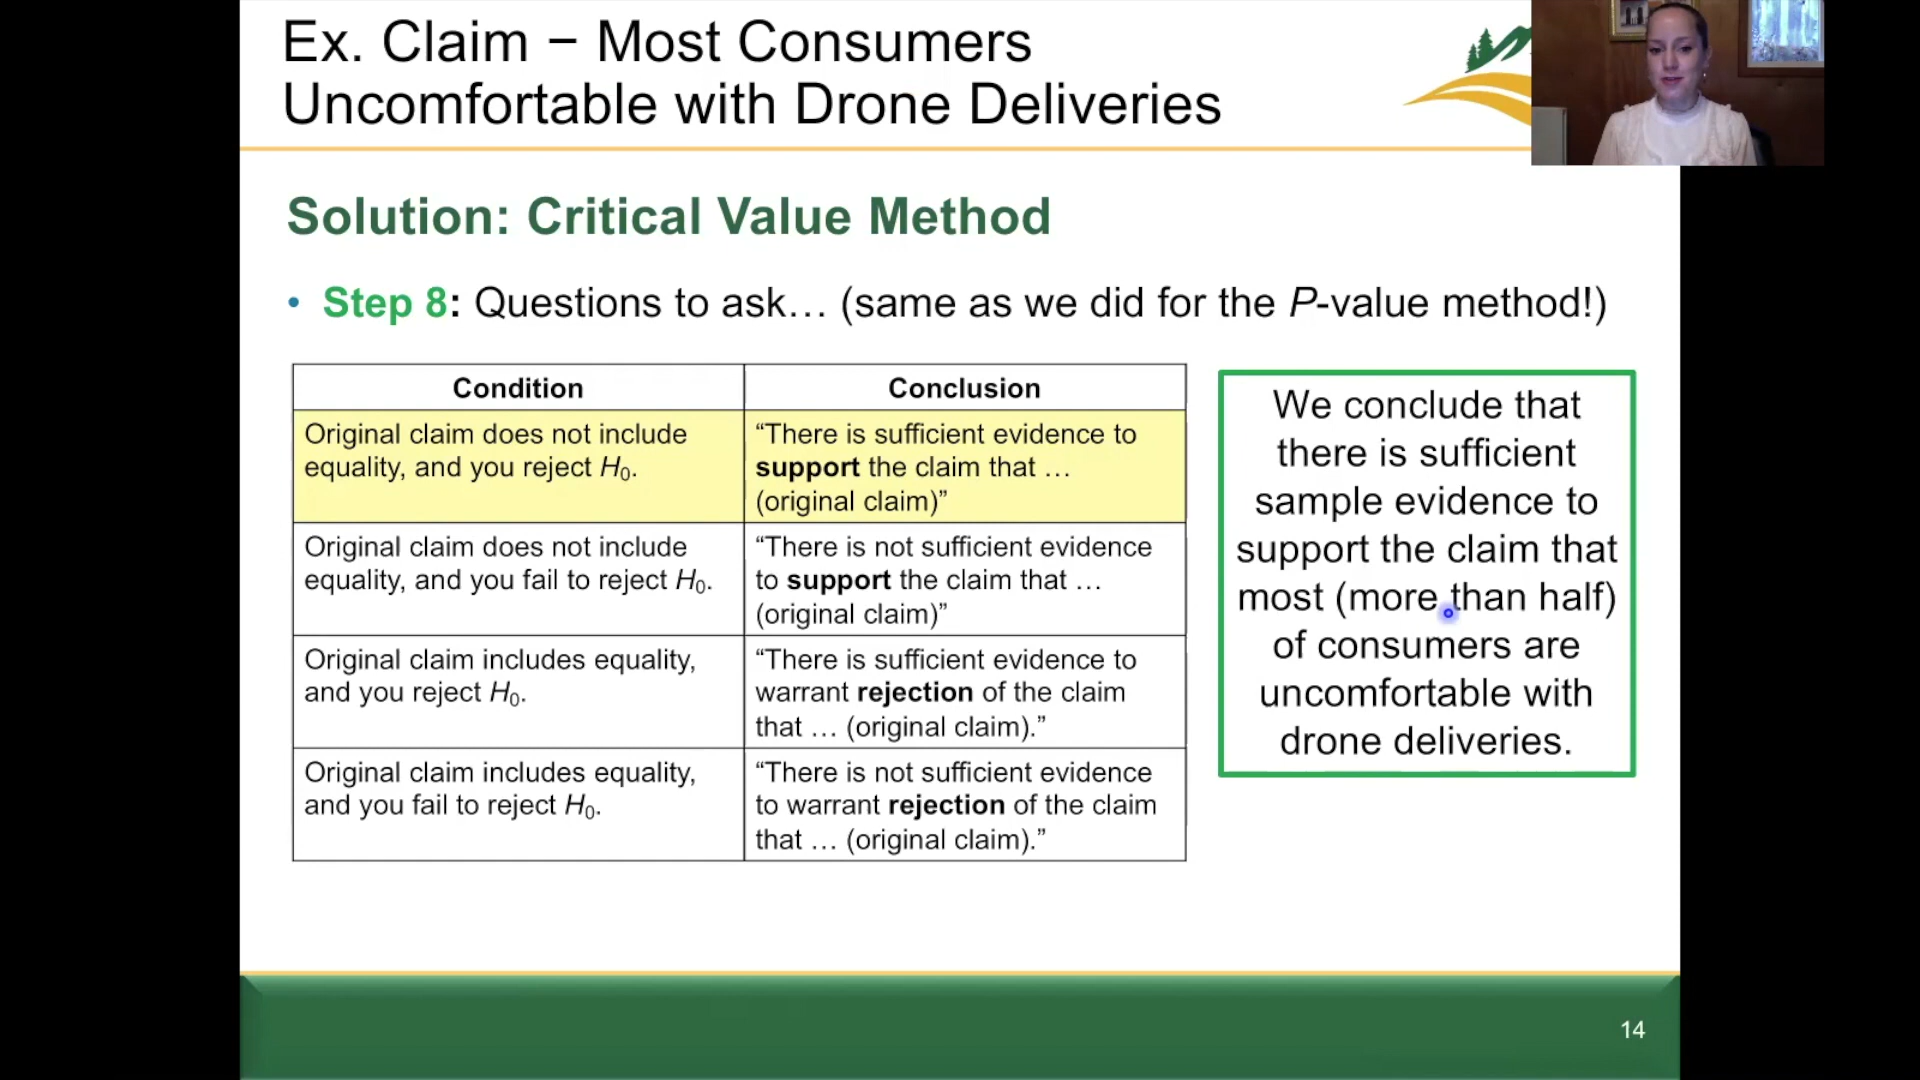 Ex. Claim − Most Consumers
Uncomfortable with Drone Deliveries
Solution: Critical Value Method
• Step 8: Questions to ask… (same as we did for the P-value method!)
Condition
Conclusion
Original claim does not include
equality, and you reject H₀.
“There is sufficient evidence to
support the claim that …
(original claim)”
Original claim does not include
equality, and you fail to reject H₀.
“There is not sufficient evidence
to support the claim that …
(original claim)”
Original claim includes equality,
and you reject H₀.
“There is sufficient evidence to
warrant rejection of the claim
that … (original claim).”
Original claim includes equality,
and you fail to reject H₀.
“There is not sufficient evidence
to warrant rejection of the claim
that … (original claim).”
We conclude that
there is sufficient
sample evidence to
support the claim that
most (more than half)
of consumers are
uncomfortable with
drone deliveries.
14